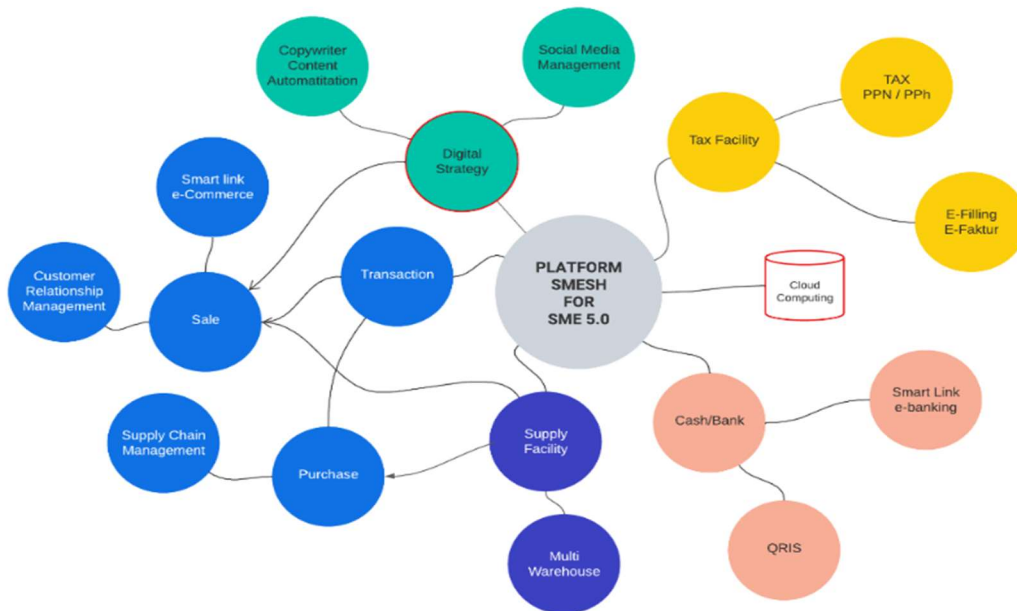 Copywriter
Content
Automatitation
Social Media
Management
TAX
PPN / PPh
Digital
Strategy
Tax Facility
Smart link
e-Commerce
E-Filling
E-Faktur
Customer
Relationship
Management
Transaction
PLATFORM
SMESH
FOR
SME 5.0
Cloud
Computing
Sale
Supply Chain
Management
Purchase
Supply
Facility
Cash/Bank
Smart Link
e-banking
Multi
Warehouse
QRIS